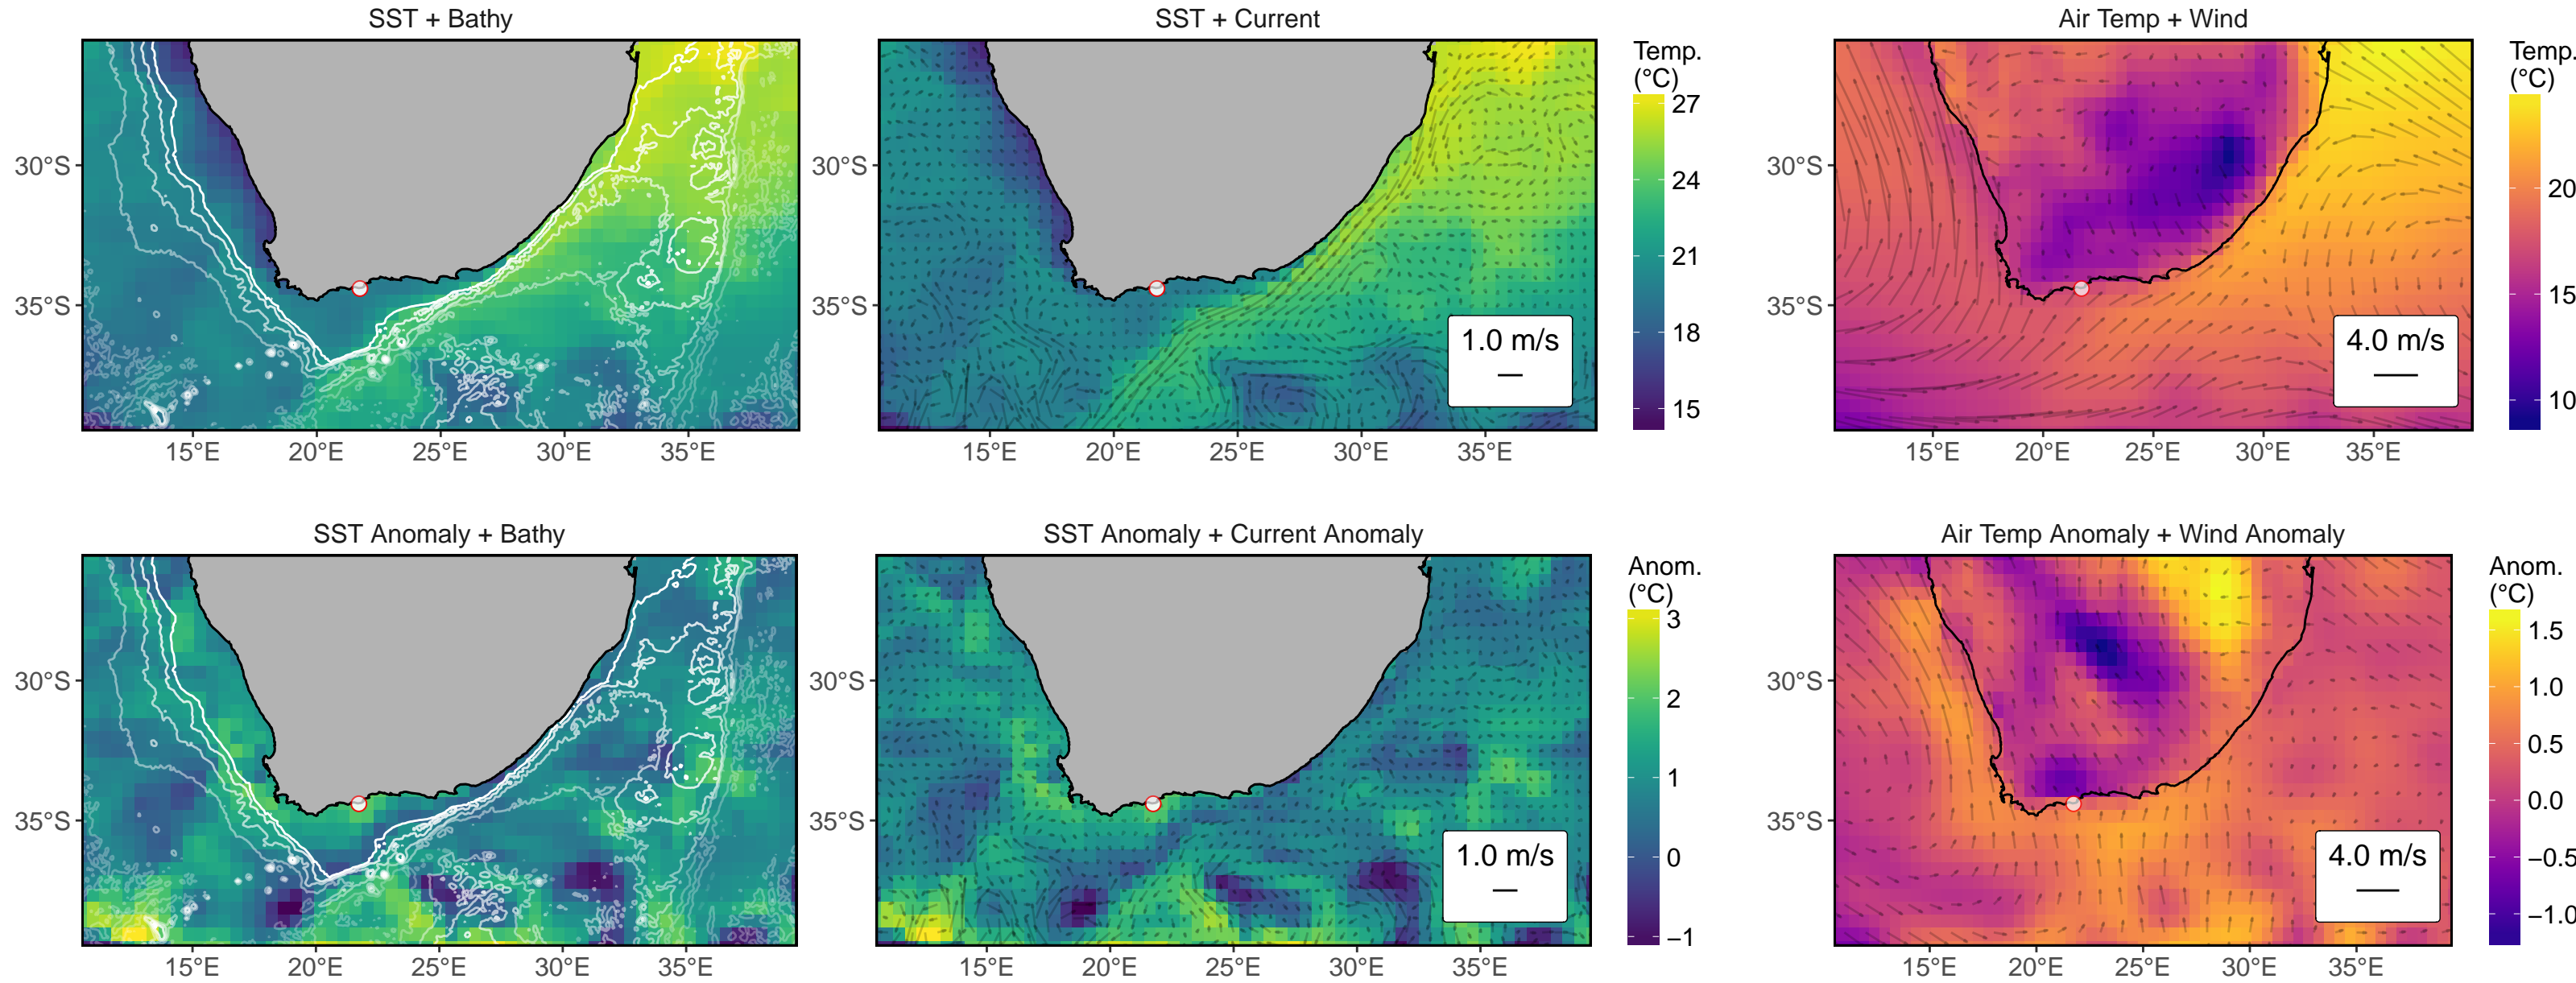 SST + Bathy
SST + Current
Air Temp + Wind
30°S
35°S
15°E 20°E 25°E 30°E 35°E
15°E 20°E 25°E 30°E 35°E
1.0 m/s
Temp.
(°C)
27
24
21
18
15
30°S
35°S
30°S
35°S
15°E 20°E 25°E 30°E 35°E
4.0 m/s
Temp.
(°C)
20
15
10
SST Anomaly + Bathy
SST Anomaly + Current Anomaly
Air Temp Anomaly + Wind Anomaly
30°S
35°S
15°E 20°E 25°E 30°E 35°E
30°S
35°S
15°E 20°E 25°E 30°E 35°E
1.0 m/s
Anom.
(°C)
3
2
1
0
−1
30°S
35°S
15°E 20°E 25°E 30°E 35°E
4.0 m/s
Anom.
(°C)
1.5
1.0
0.5
0.0
−0.5
−1.0